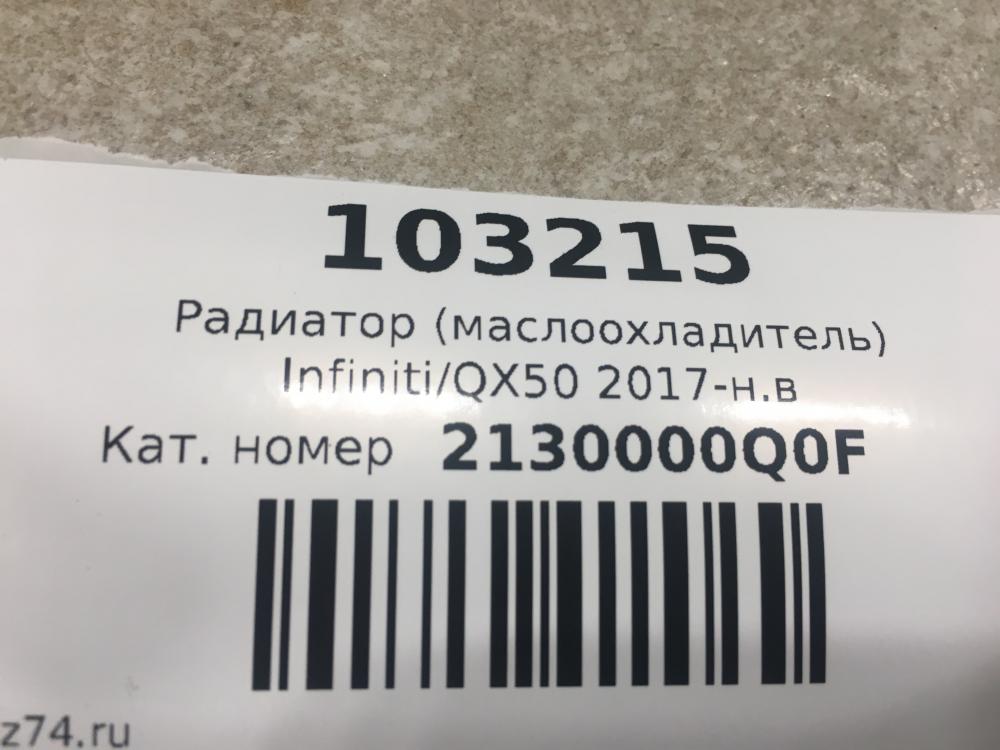 103215
Радиатор (маслоохладитель)
Infiniti/QX50 2017-н.в
Кат. номер 2130000Q0F
z74.ru